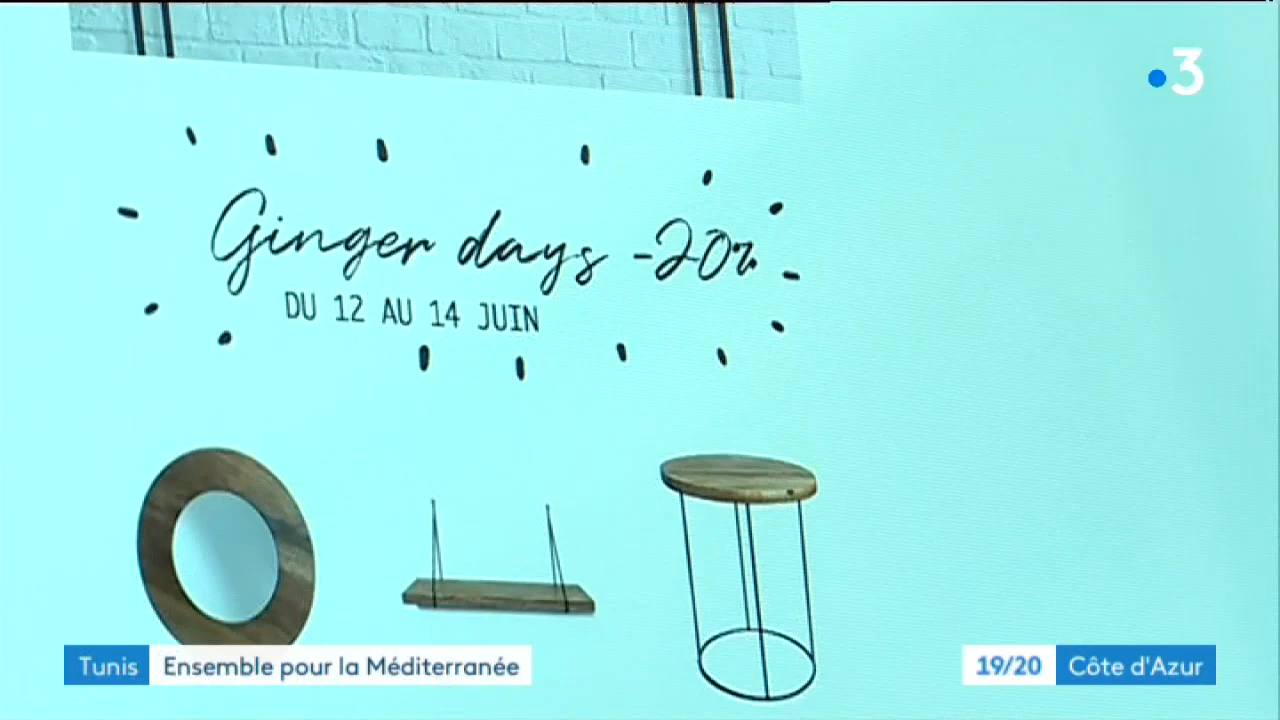 3
Ginger days -20%
DU 12 AU 14 JUIN
Tunis Ensemble pour la Méditerranée
19/20 Côte d'Azur